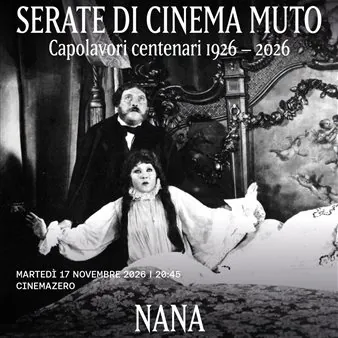 SERATE DI CINEMA MUTO
Capolavori centenari 1926 – 2026
MARTEDÌ 17 NOVEMBRE 2026 | 20:45
CINEMAZERO
NANA